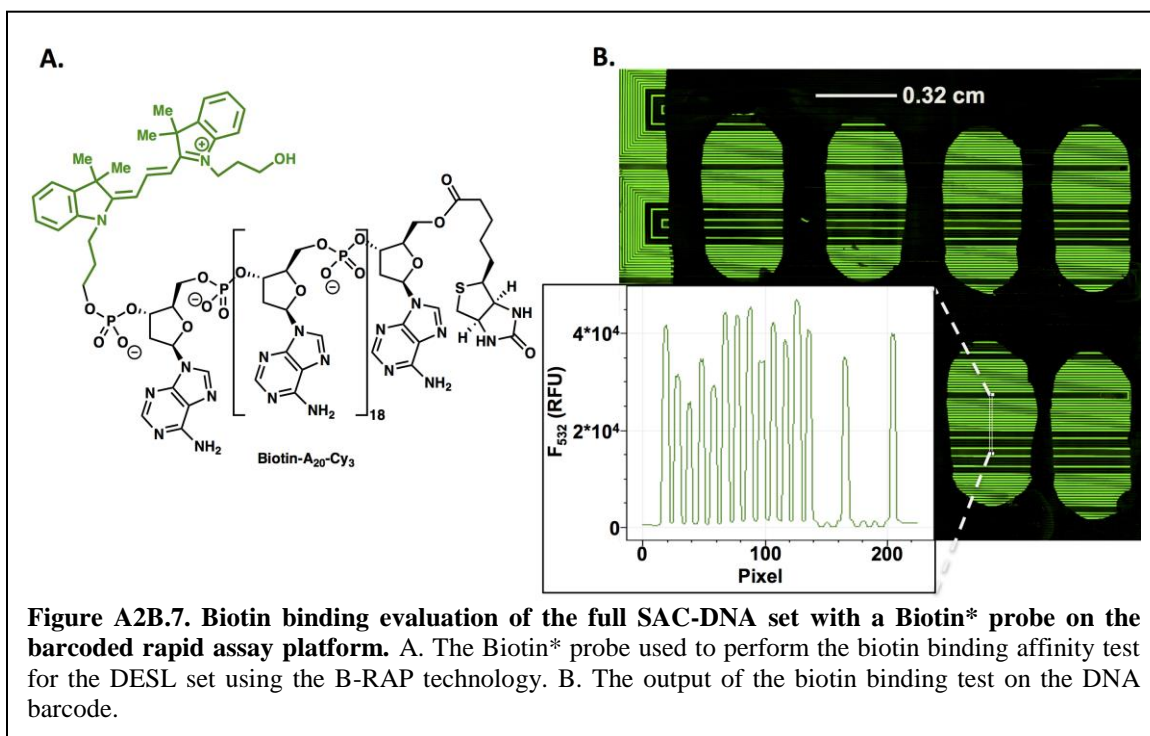 A.
B.
Me
Me
⊕
N
OH
Me
Me
N
O
O
P
O
O
⊖
O
O
P
O
⊖
O
O
N
N
N
N
NH₂
O
O
P
O
O
⊖
O
N
N
N
N
NH₂
18
O
O
O
N
N
N
N
NH₂
S
H
H
NH
HN
O
Biotin-A₂₀-Cy₃
0.32 cm
4*10⁴
2*10⁴
0
F₅₃₂ (RFU)
0 100 200
Pixel
Figure A2B.7. Biotin binding evaluation of the full SAC-DNA set with a Biotin* probe on the
barcoded rapid assay platform. A. The Biotin* probe used to perform the biotin binding affinity test
for the DESL set using the B-RAP technology. B. The output of the biotin binding test on the DNA
barcode.